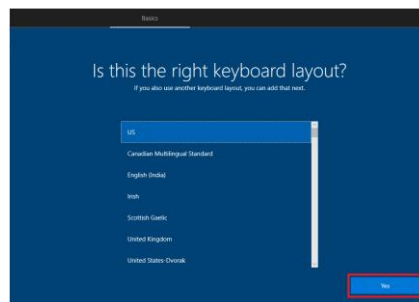 Basics
Is this the right keyboard layout?
If you also use another keyboard layout, you can add that next.
US
Canadian Multilingual Standard
English (India)
Irish
Scottish Gaelic
United Kingdom
United States-Dvorak
Yes